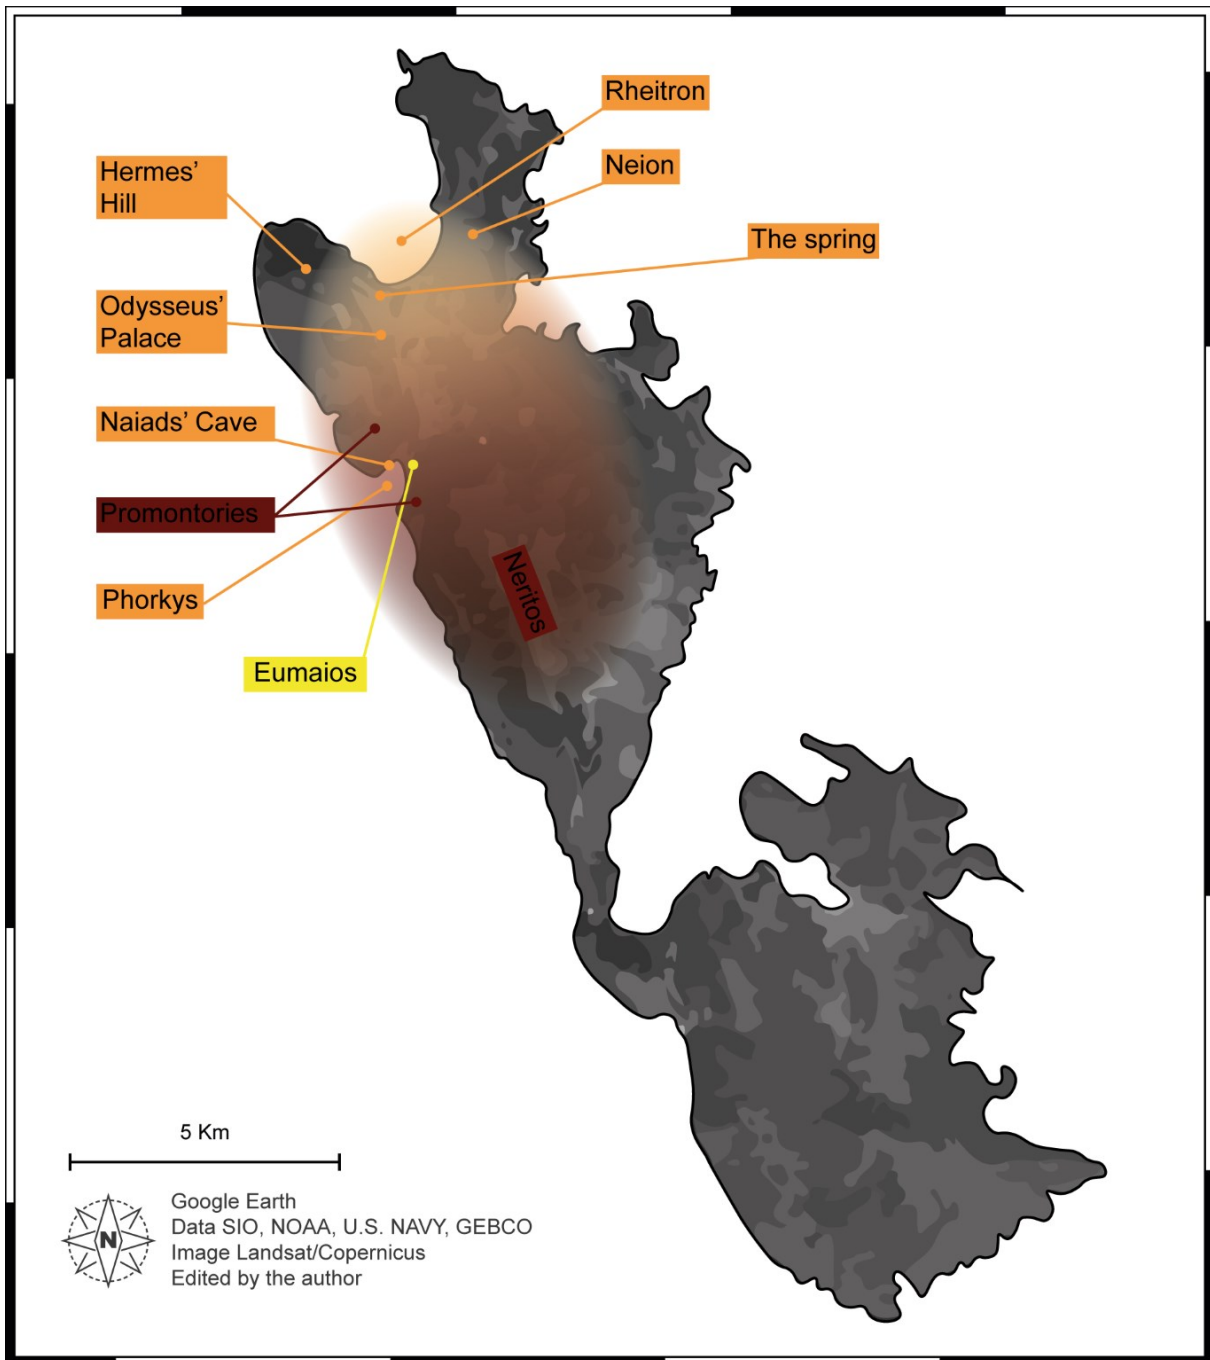 Rheitron
Neion
Hermes’
Hill
The spring
Odysseus’
Palace
Naiads’ Cave
Promontories
Neritos
Phorkys
Eumaios
5 Km
N
Google Earth
Data SIO, NOAA, U.S. NAVY, GEBCO
Image Landsat/Copernicus
Edited by the author